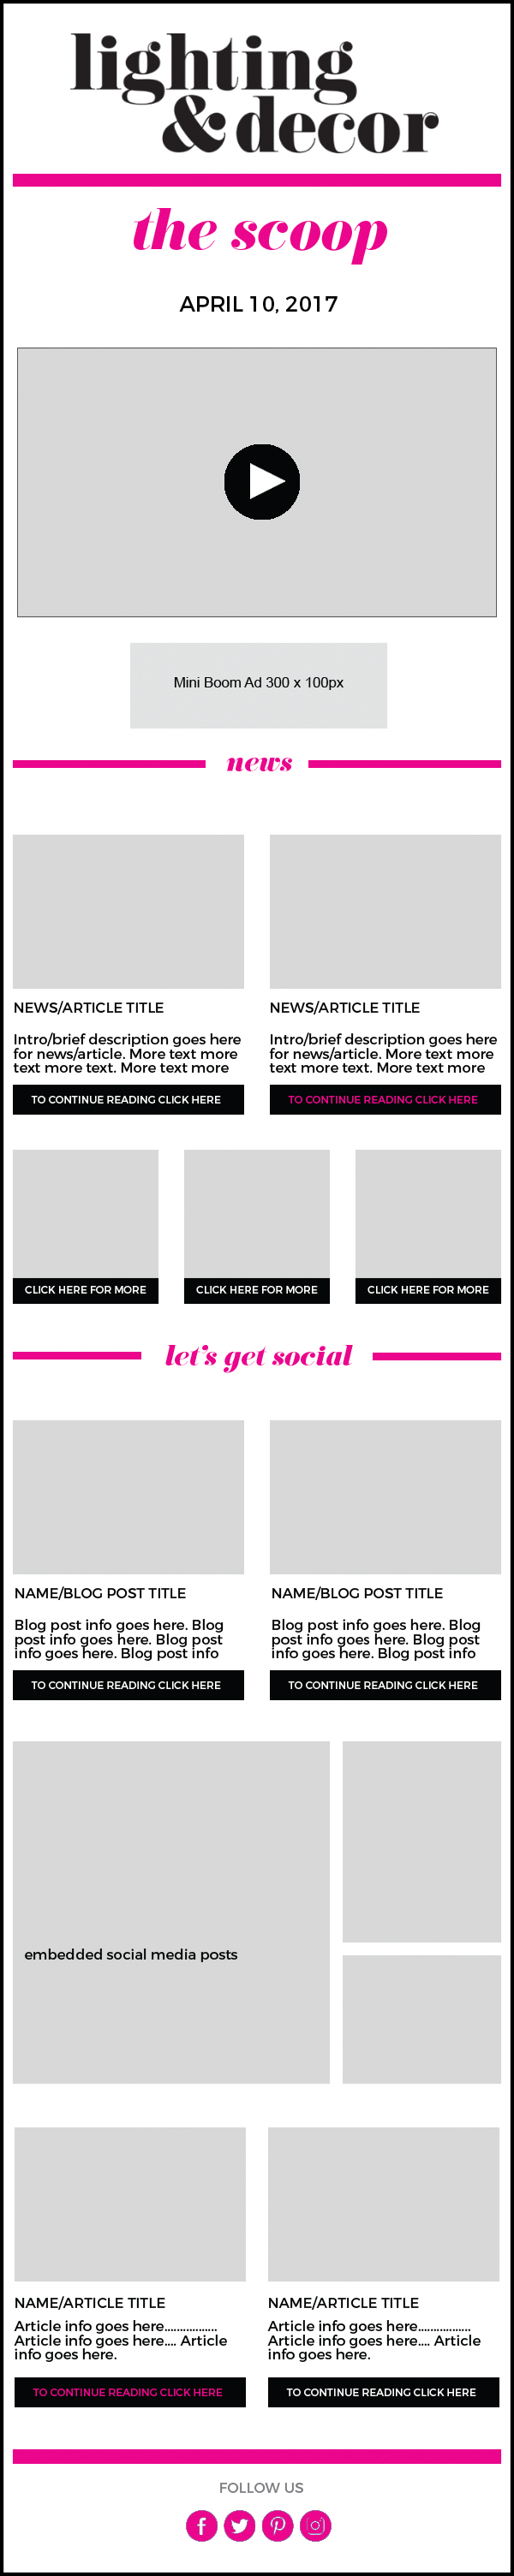 lighting
& decor
the scoop
APRIL 10, 2017
Mini Boom Ad 300 x 100px
news
NEWS/ARTICLE TITLE
Intro/brief description goes here
for news/article. More text more
text more text. More text more
TO CONTINUE READING CLICK HERE
NEWS/ARTICLE TITLE
Intro/brief description goes here
for news/article. More text more
text more text. More text more
TO CONTINUE READING CLICK HERE
CLICK HERE FOR MORE
CLICK HERE FOR MORE
CLICK HERE FOR MORE
let's get social
NAME/BLOG POST TITLE
Blog post info goes here. Blog
post info goes here. Blog post
info goes here. Blog post info
TO CONTINUE READING CLICK HERE
NAME/BLOG POST TITLE
Blog post info goes here. Blog
post info goes here. Blog post
info goes here. Blog post info
TO CONTINUE READING CLICK HERE
embedded social media posts
NAME/ARTICLE TITLE
Article info goes here.................
Article info goes here.... Article
info goes here.
TO CONTINUE READING CLICK HERE
NAME/ARTICLE TITLE
Article info goes here.................
Article info goes here.... Article
info goes here.
TO CONTINUE READING CLICK HERE
FOLLOW US